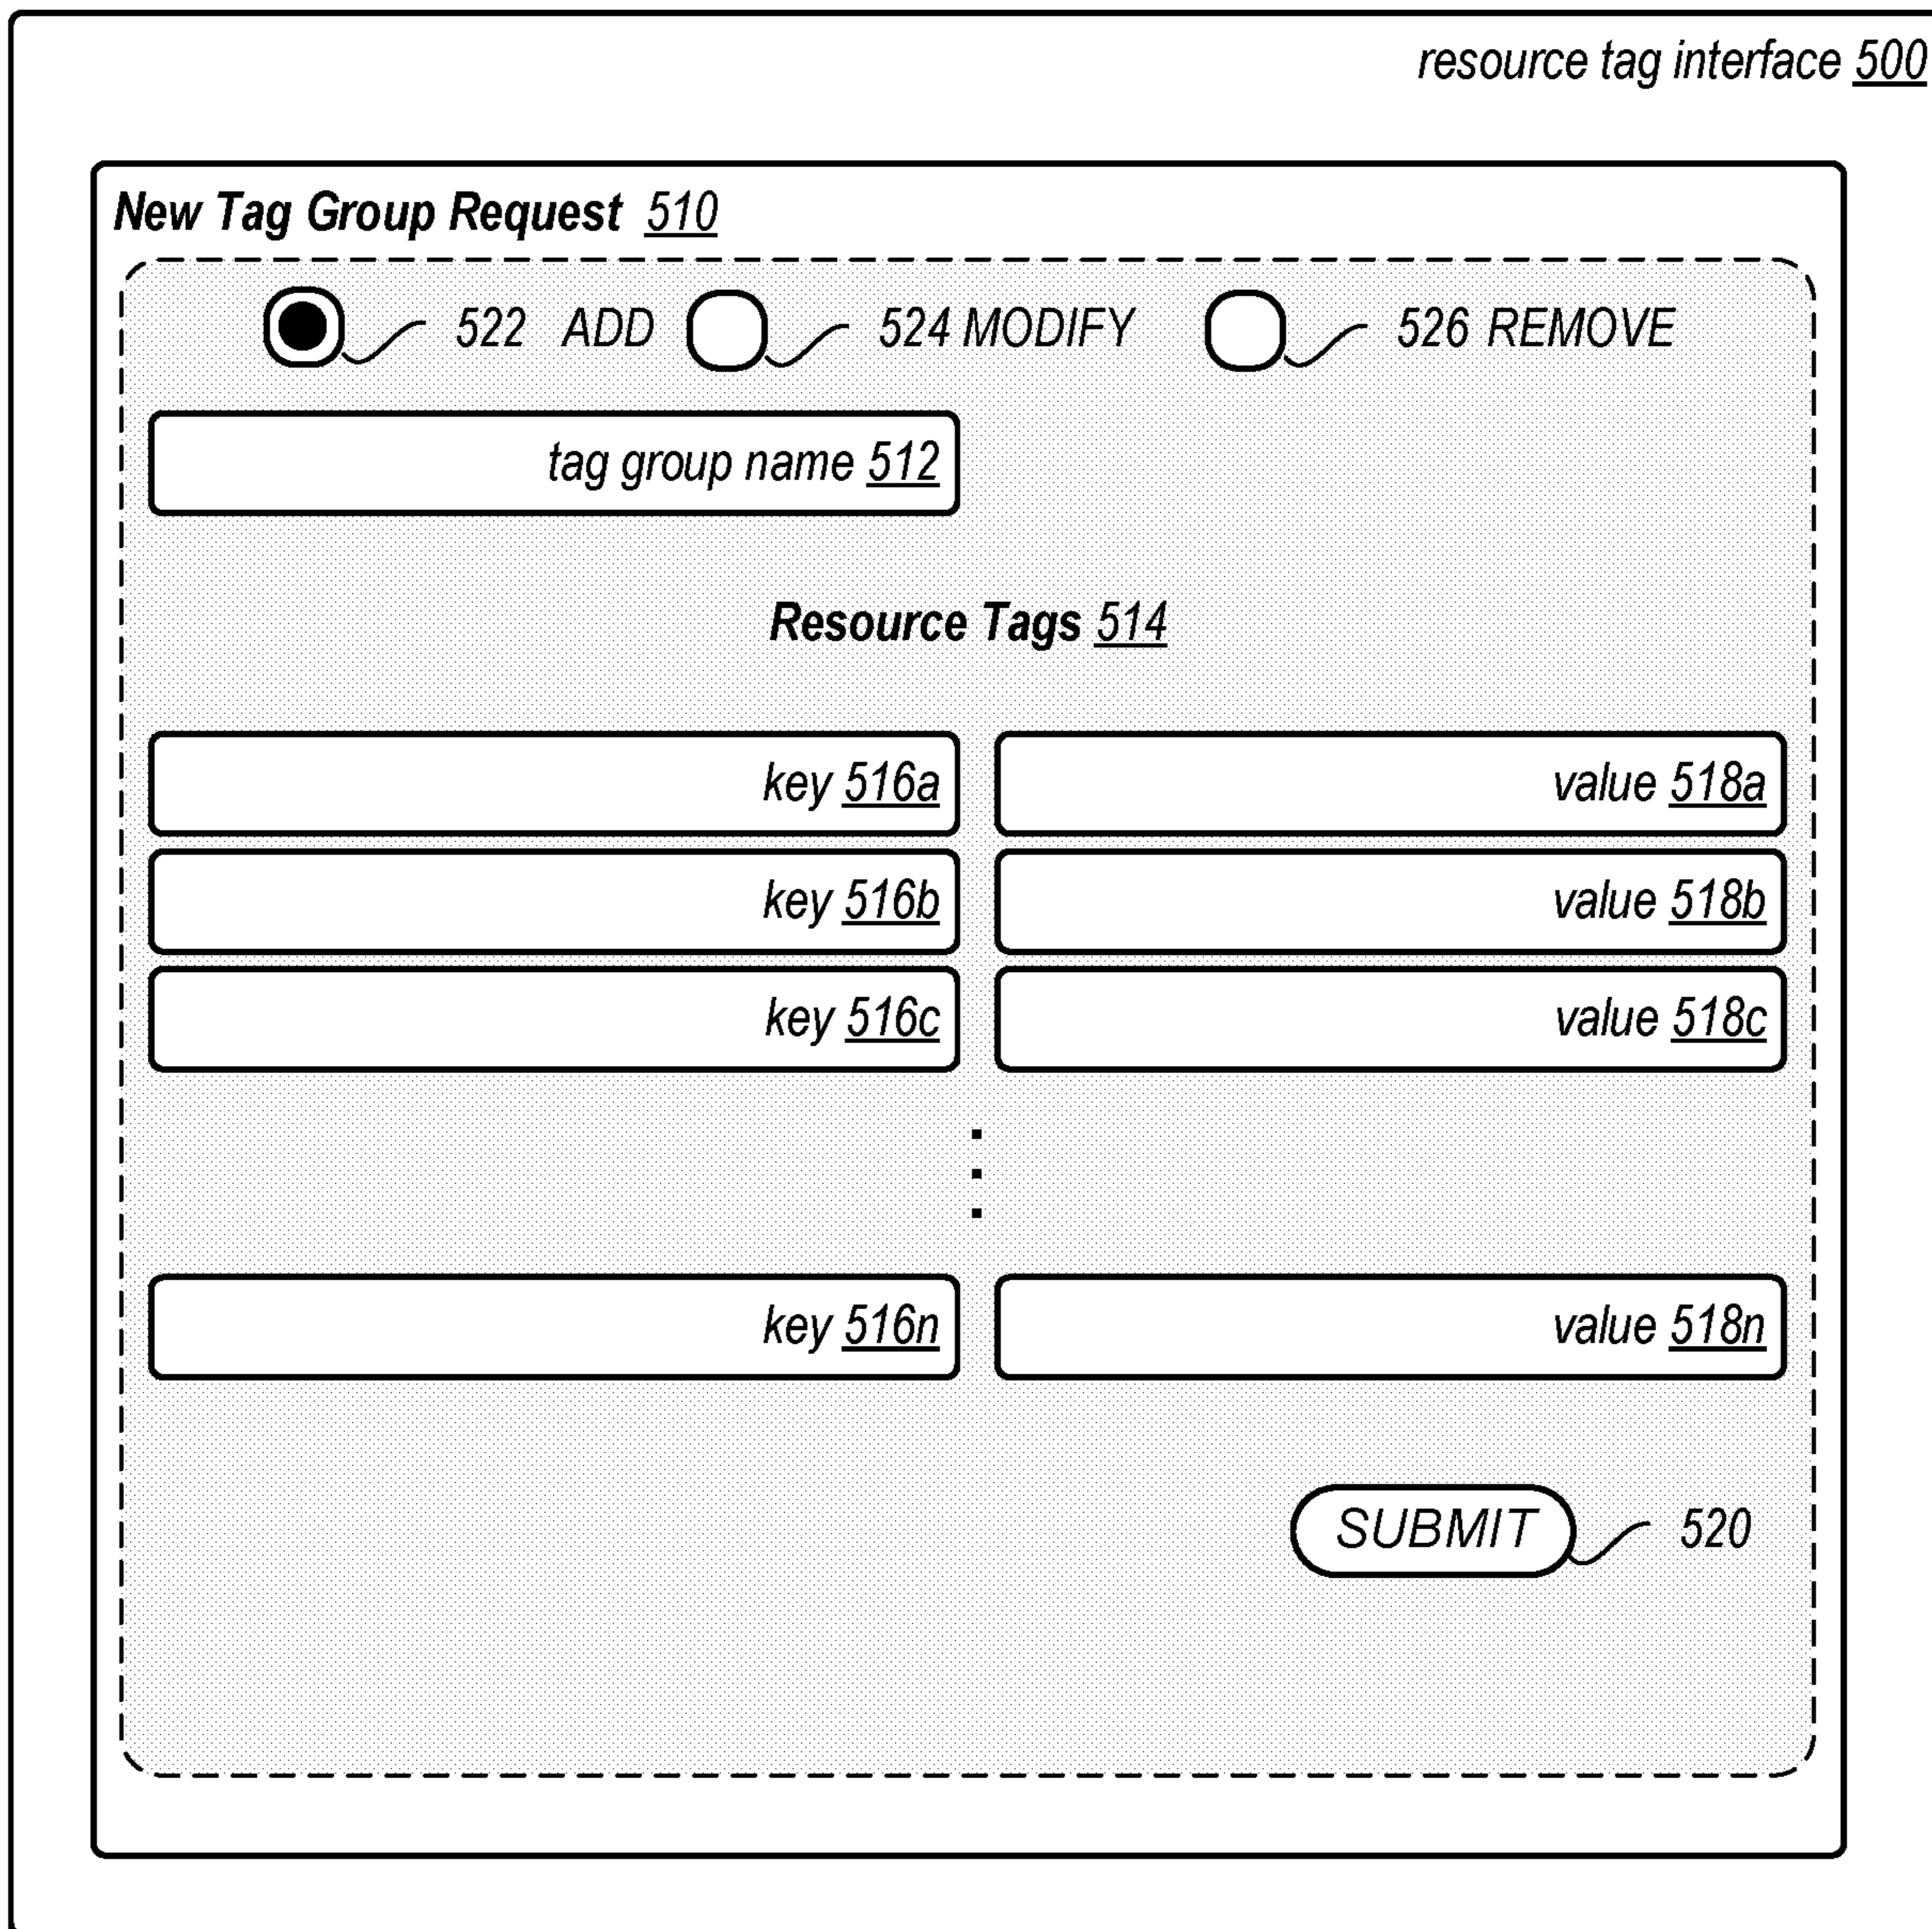 resource tag interface 500
New Tag Group Request 510
522 ADD 524 MODIFY 526 REMOVE
tag group name 512
Resource Tags 514
key 516a value 518a
key 516b value 518b
key 516c value 518c
key 516n value 518n
SUBMIT 520